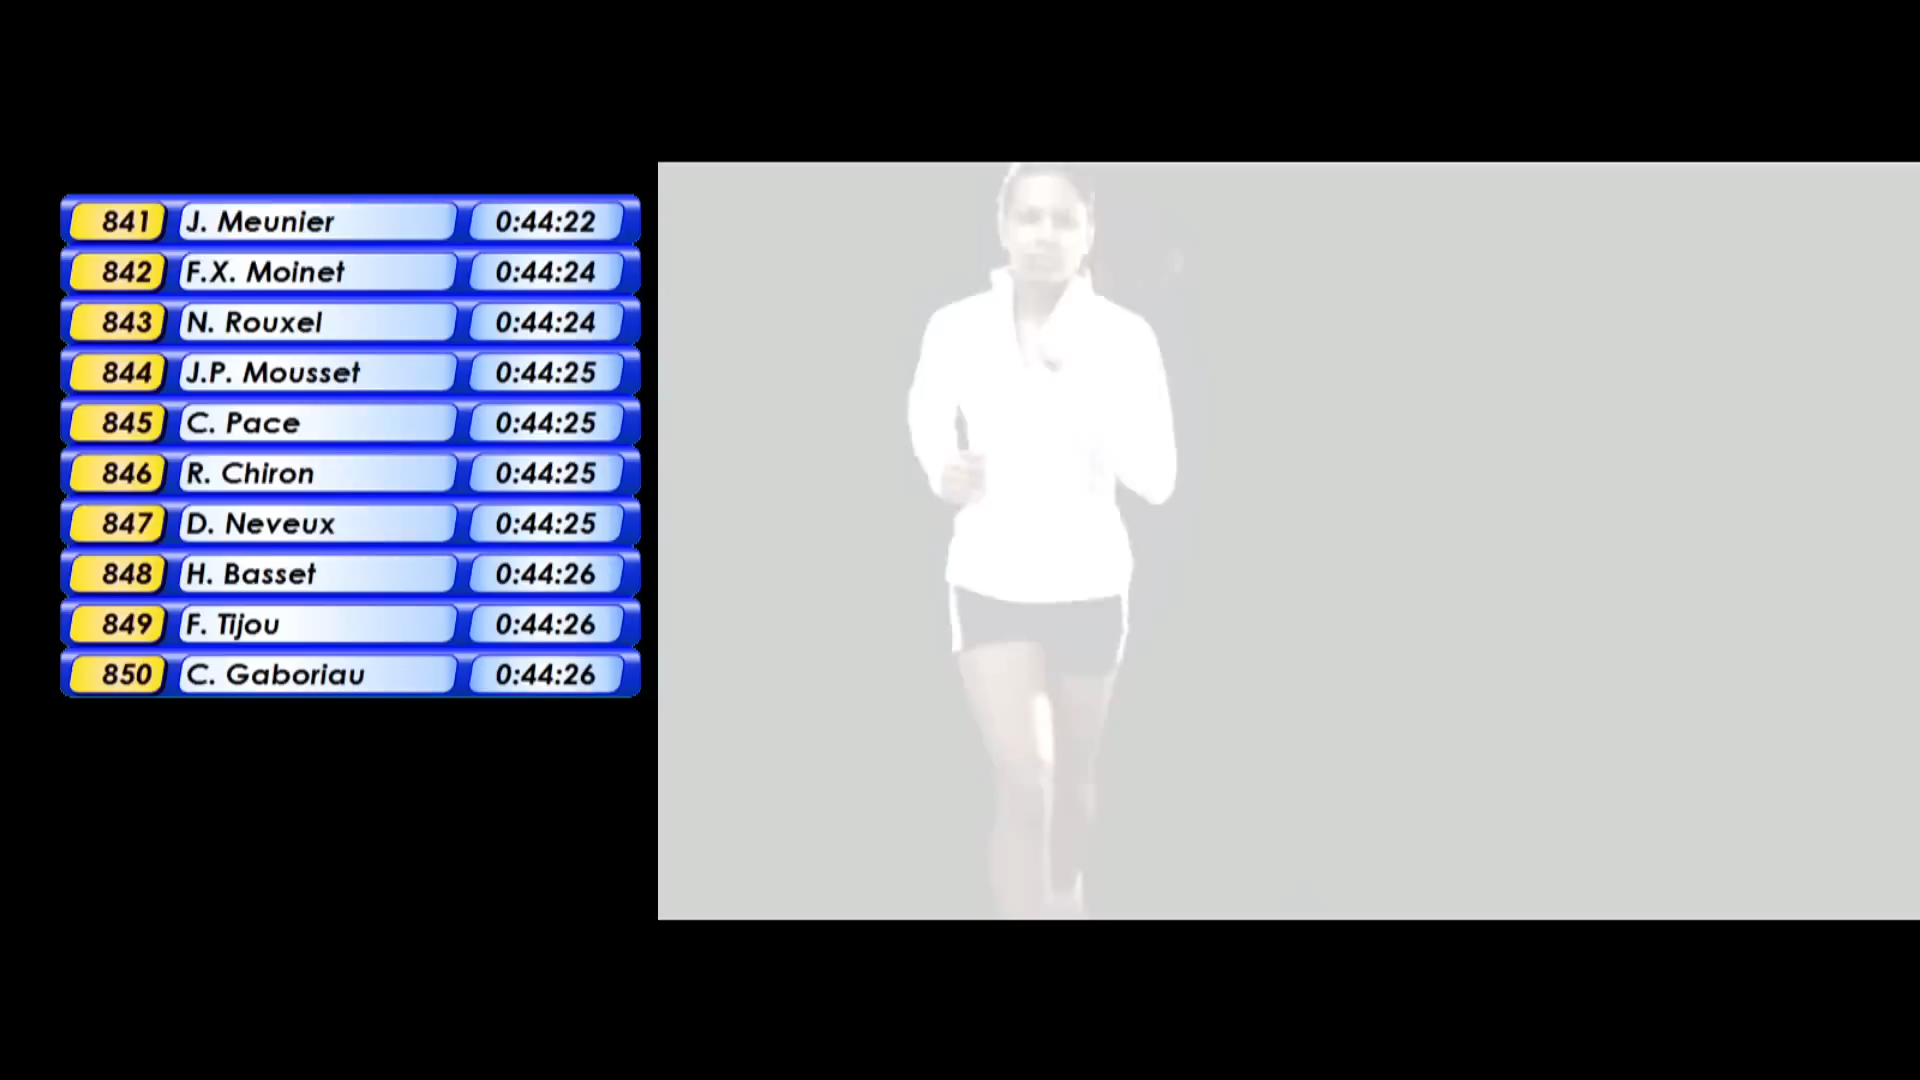 841 J. Meunier 0:44:22
842 F.X. Moinet 0:44:24
843 N. Rouxel 0:44:24
844 J.P. Mousset 0:44:25
845 C. Pace 0:44:25
846 R. Chiron 0:44:25
847 D. Neveux 0:44:25
848 H. Basset 0:44:26
849 F. Tijou 0:44:26
850 C. Gaboriau 0:44:26